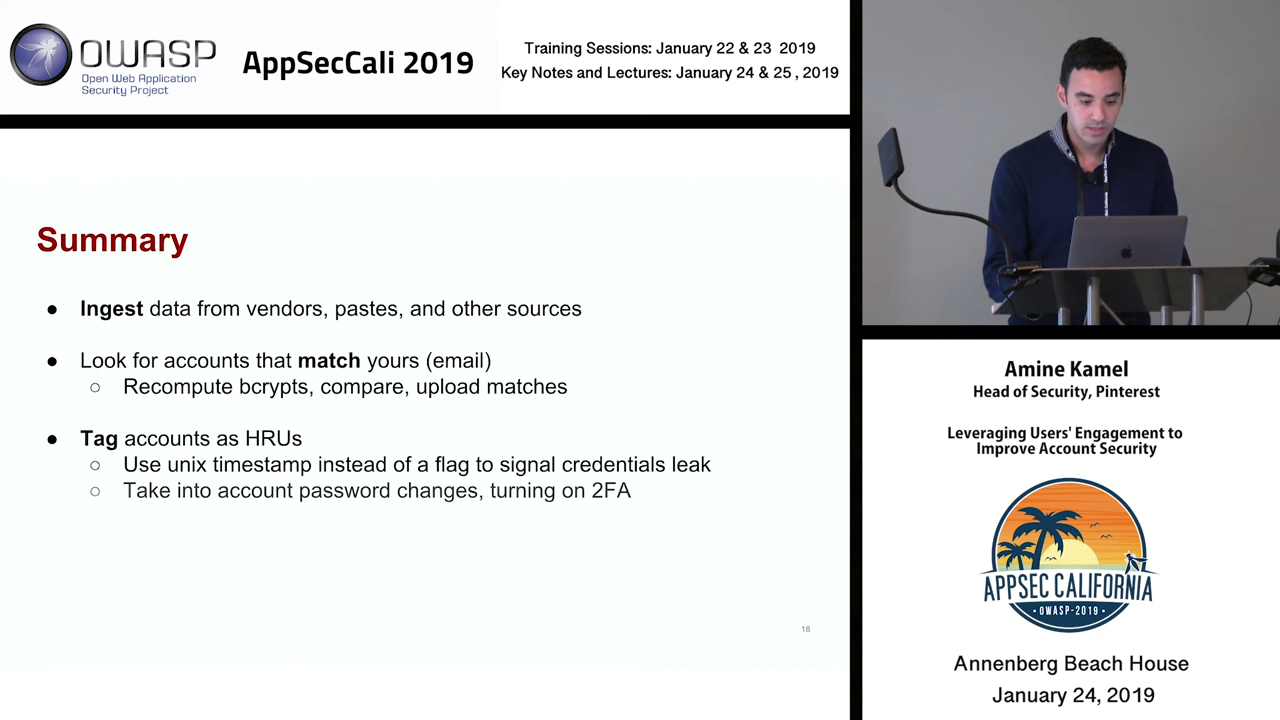 OWASP
Open Web Application
Security Project
AppSecCali 2019
Training Sessions: January 22 & 23 2019
Key Notes and Lectures: January 24 & 25 , 2019
Summary
● Ingest data from vendors, pastes, and other sources
● Look for accounts that match yours (email)
○ Recompute bcrypts, compare, upload matches
● Tag accounts as HRUs
○ Use unix timestamp instead of a flag to signal credentials leak
○ Take into account password changes, turning on 2FA
18
Amine Kamel
Head of Security, Pinterest
Leveraging Users' Engagement to
Improve Account Security
APPSEC CALIFORNIA
• OWASP-2019 •
Annenberg Beach House
January 24, 2019